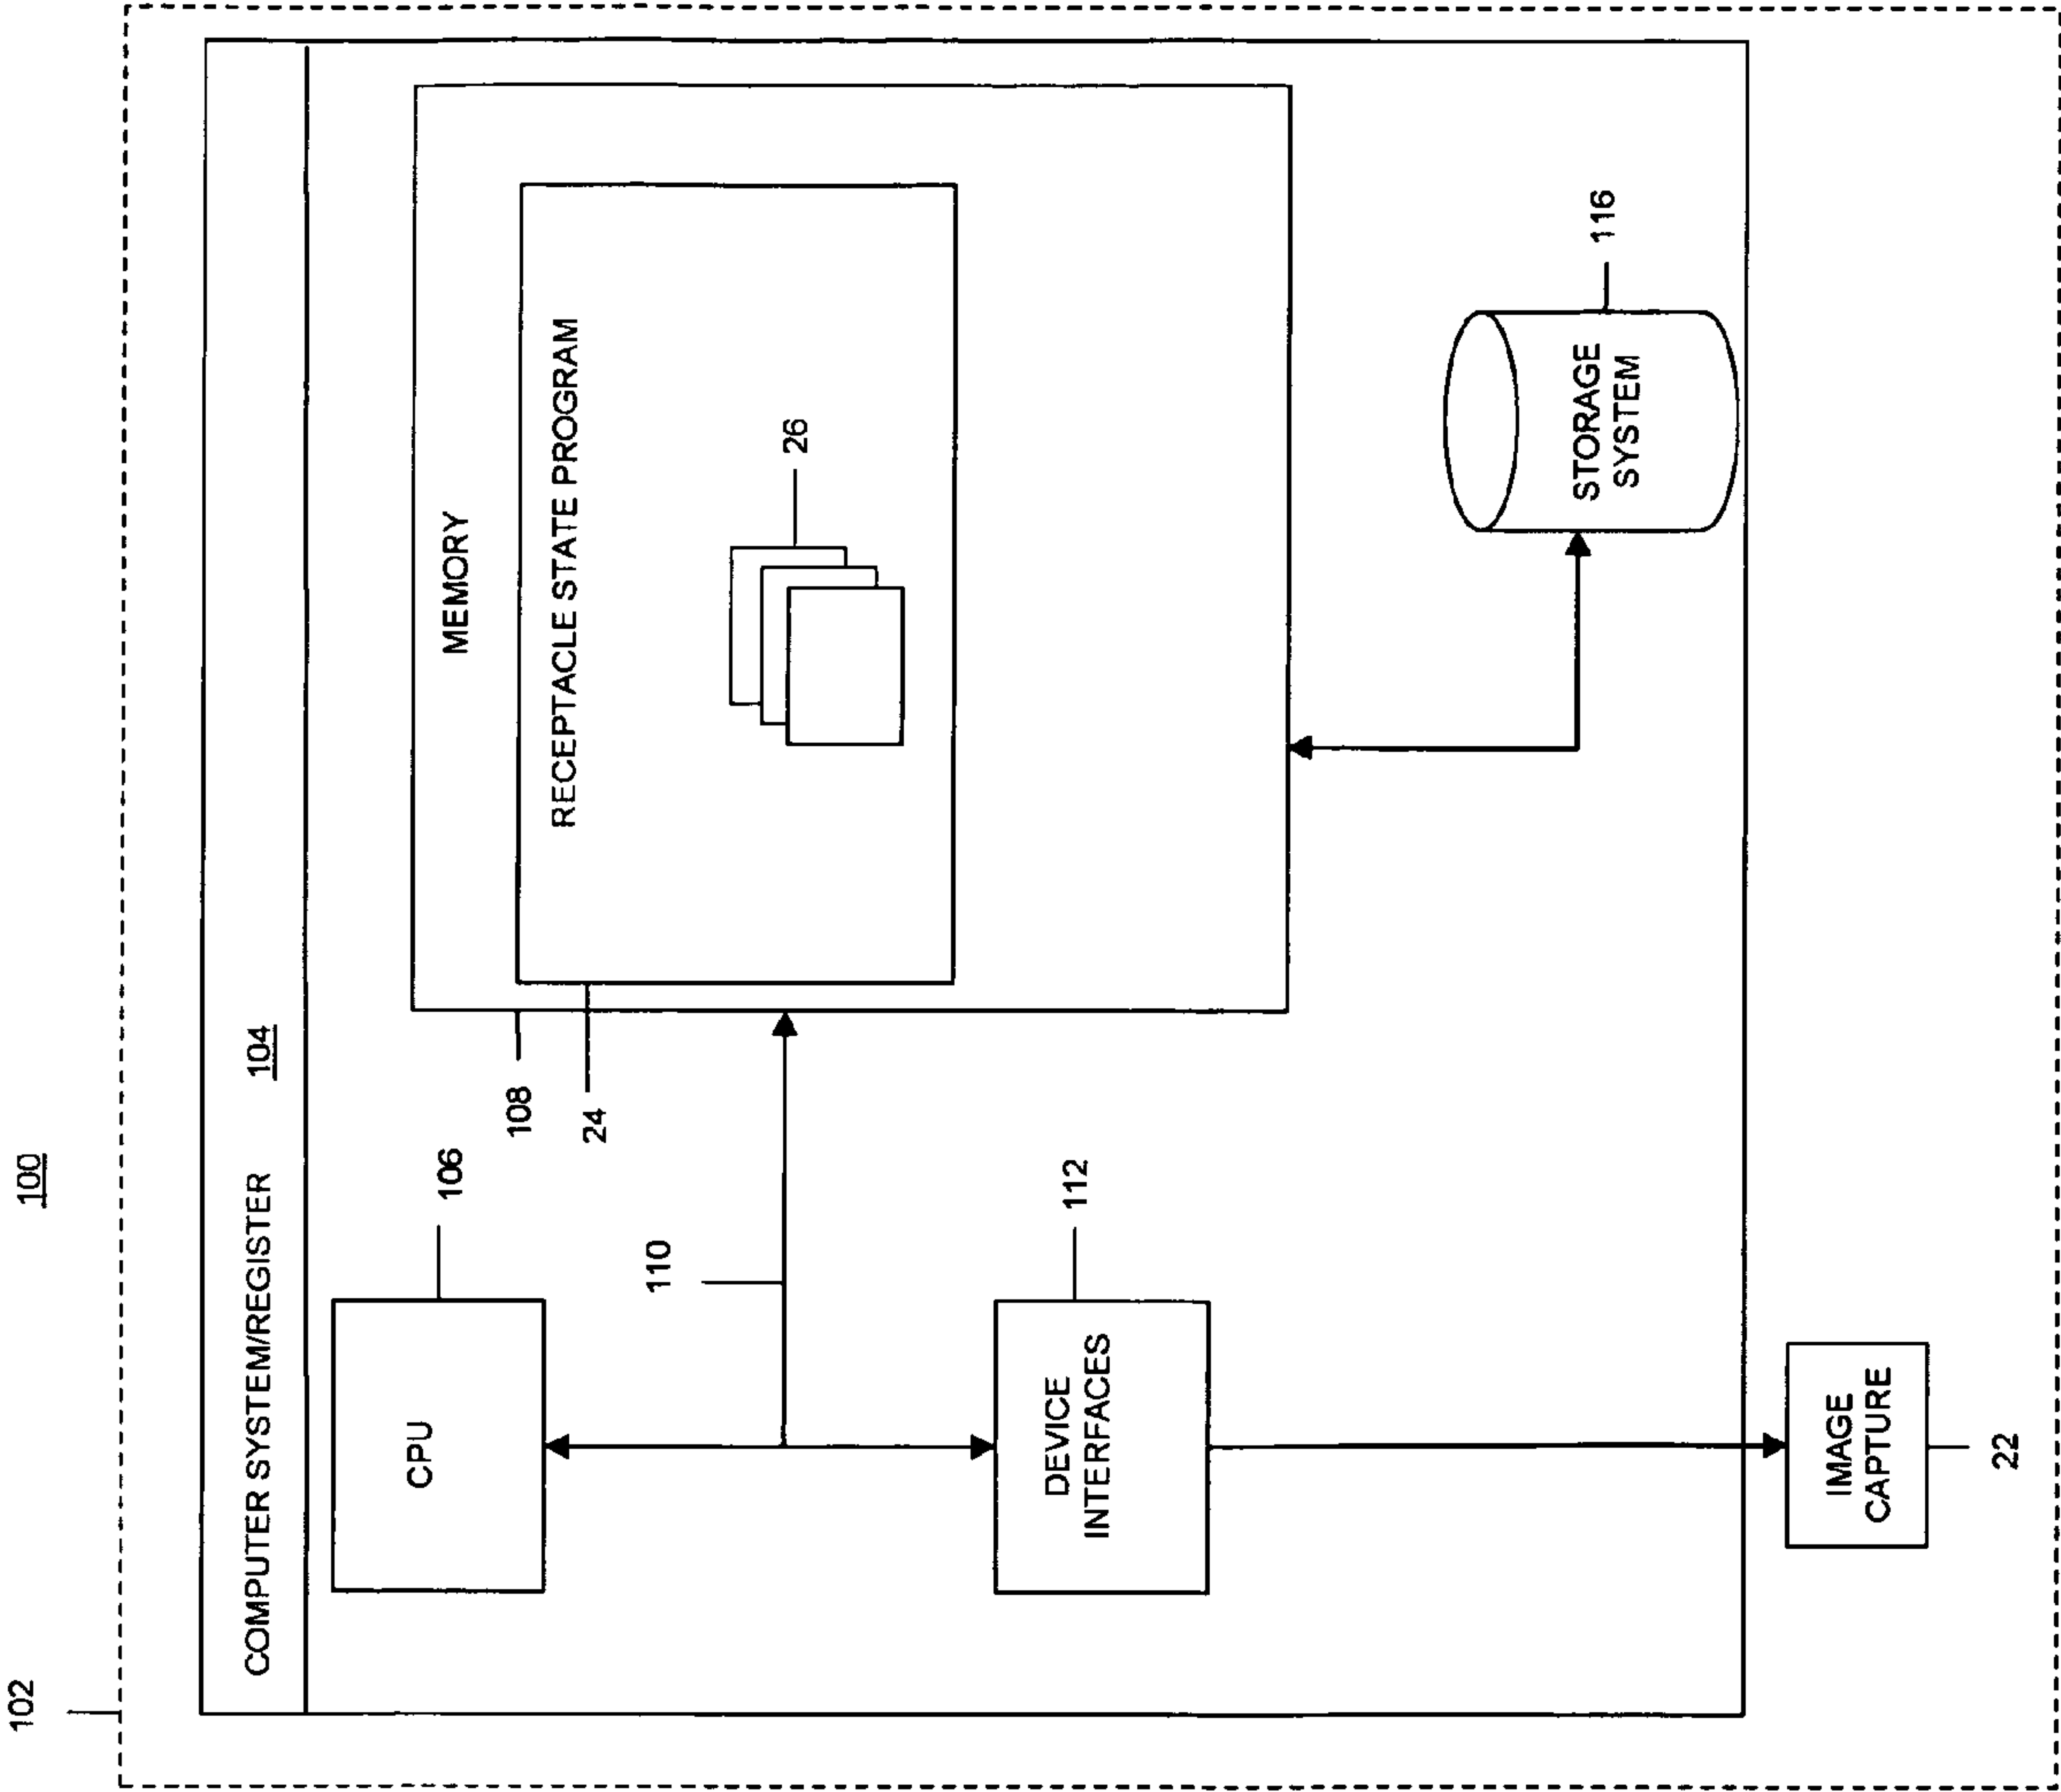 100
102
COMPUTER SYSTEM/REGISTER 104
CPU
106
108
24
MEMORY
RECEPTACLE STATE PROGRAM
26
110
DEVICE
INTERFACES
112
STORAGE
SYSTEM
116
IMAGE
CAPTURE
22